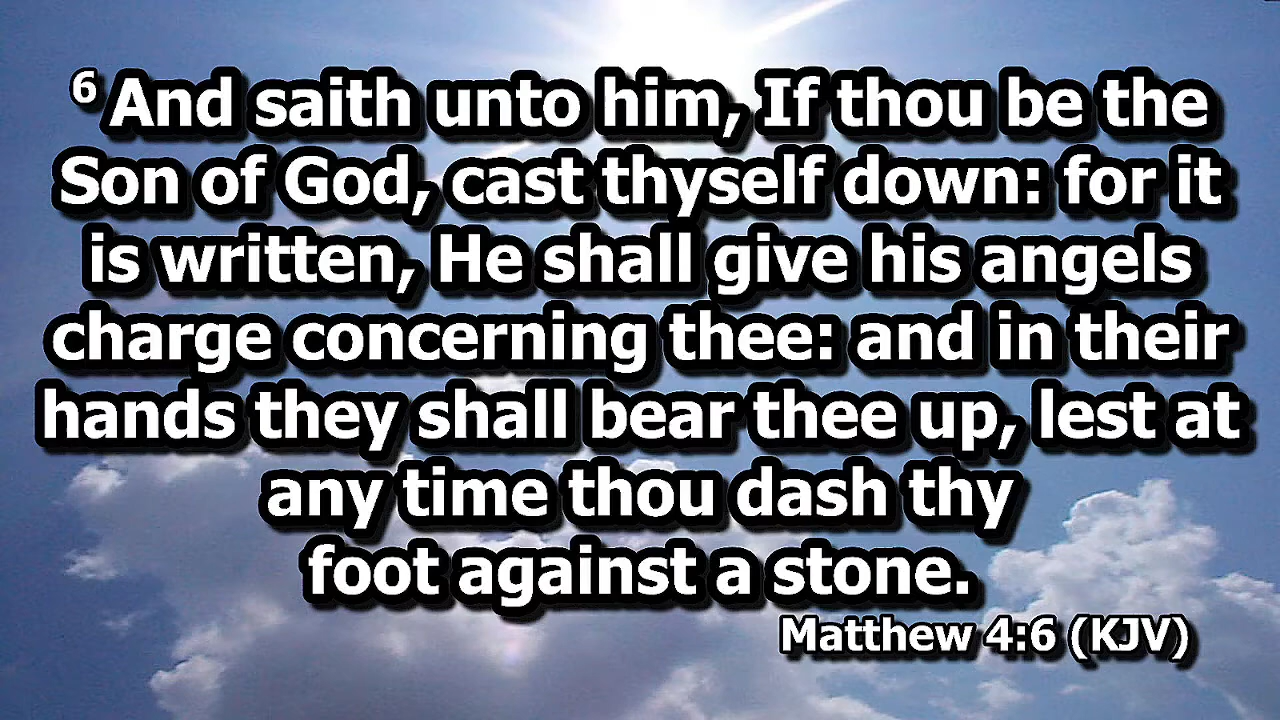 6 And saith unto him, If thou be the
Son of God, cast thyself down: for it
is written, He shall give his angels
charge concerning thee: and in their
hands they shall bear thee up, lest at
any time thou dash thy
foot against a stone.
Matthew 4:6 (KJV)